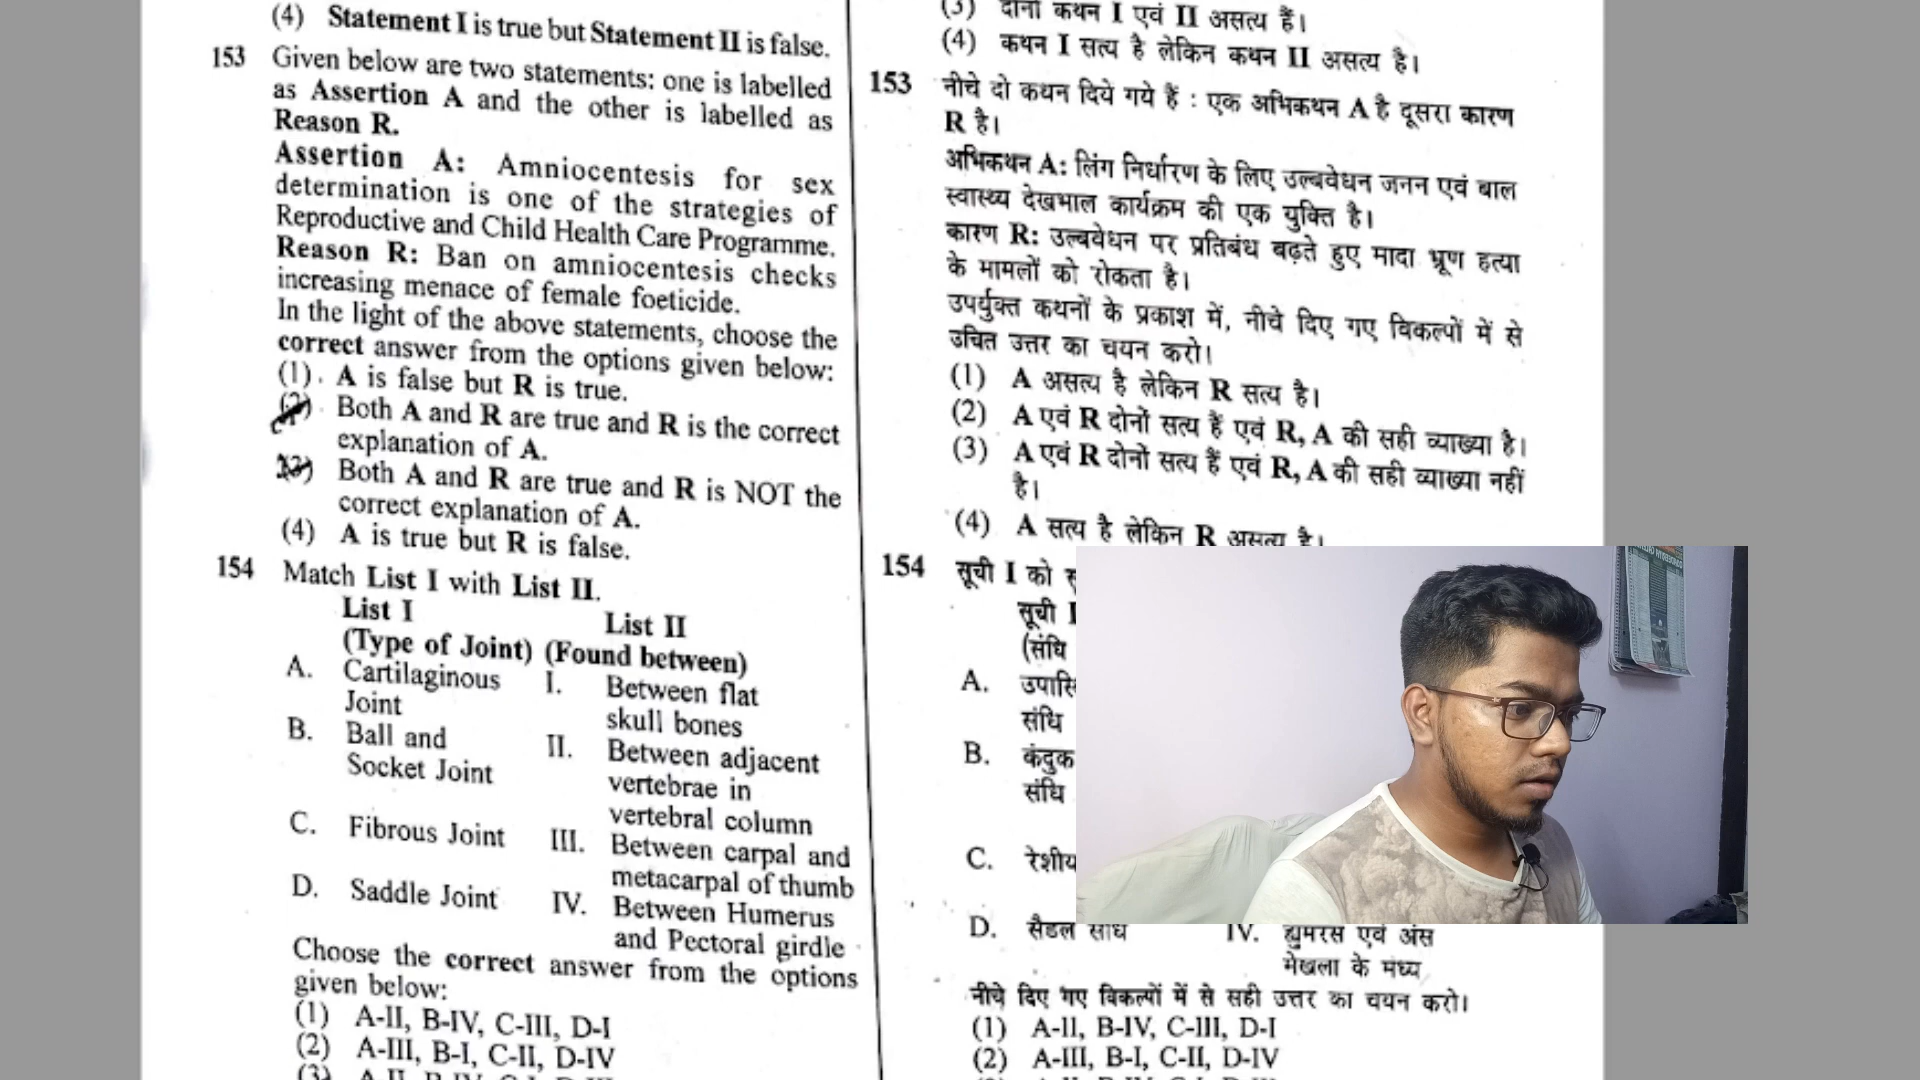 (4) Statement I is true but Statement II is false.
153 Given below are two statements: one is labelled
as Assertion A and the other is labelled as
Reason R.
Assertion A: Amniocentesis for sex
determination is one of the strategies of
Reproductive and Child Health Care Programme.
Reason R: Ban on amniocentesis checks
increasing menace of female foeticide.
In the light of the above statements, choose the
correct answer from the options given below:
(1) . A is false but R is true.
Both A and R are true and R is the correct
explanation of A.
Both A and R are true and R is NOT the
correct explanation of A.
(4) A is true but R is false.
154 Match List I with List II.
List I List II
(Type of Joint) (Found between)
A. Cartilaginous I. Between flat
Joint skull bones
B. Ball and II. Between adjacent
Socket Joint vertebrae in
vertebral column
C. Fibrous Joint III. Between carpal and
metacarpal of thumb
D. Saddle Joint IV. Between Humerus
and Pectoral girdle
Choose the correct answer from the options
given below:
(1) A-II, B-IV, C-III, D-I
(2) A-III, B-I, C-II, D-IV
(3) दोनों कथन I एवं II असत्य हैं।
(4) कथन I सत्य है लेकिन कथन II असत्य है।
153 नीचे दो कथन दिये गये हैं : एक अभिकथन A है दूसरा कारण
R है।
अभिकथन A: लिंग निर्धारण के लिए उल्बवेधन जनन एवं बाल
स्वास्थ्य देखभाल कार्यक्रम की एक युक्ति है।
कारण R: उल्बवेधन पर प्रतिबंध बढ़ते हुए मादा भ्रूण हत्या
के मामलों को रोकता है।
उपर्युक्त कथनों के प्रकाश में, नीचे दिए गए विकल्पों में से
उचित उत्तर का चयन करो।
(1) A असत्य है लेकिन R सत्य है।
(2) A एवं R दोनों सत्य हैं एवं R, A की सही व्याख्या है।
(3) A एवं R दोनों सत्य हैं एवं R, A की सही व्याख्या नहीं
है।
(4) A सत्य है लेकिन R असत्य है।
154 सूची I को
सूची I
(संधि
A.
संधि
B. कंदुक
संधि
C.
D. सैडल संधि IV. ह्युमरस एवं अंस
मेखला के मध्य
नीचे दिए गए विकल्पों में से सही उत्तर का चयन करो।
(1) A-II, B-IV, C-III, D-I
(2) A-III, B-I, C-II, D-IV